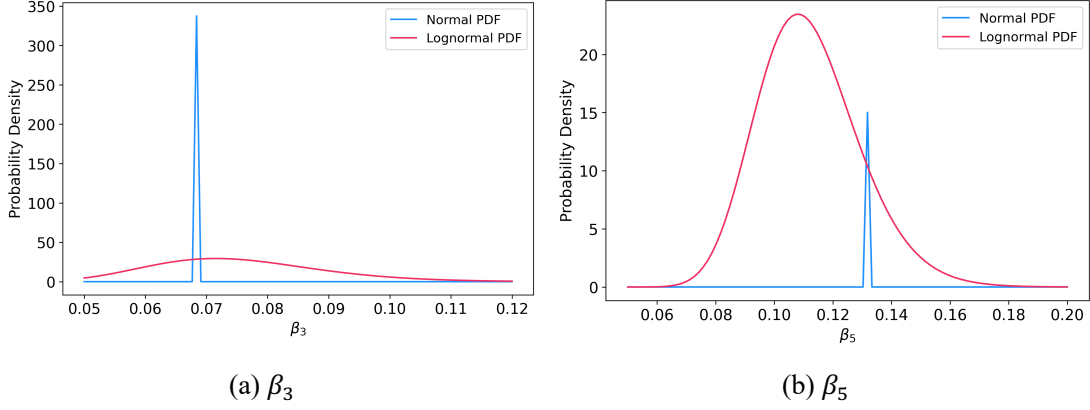 350
300
250
200
150
100
50
0
Probability Density
Normal PDF
Lognormal PDF
0.05 0.06 0.07 0.08 0.09 0.10 0.11 0.12
β₃
(a) β₃
20
15
10
5
0
Probability Density
Normal PDF
Lognormal PDF
0.06 0.08 0.10 0.12 0.14 0.16 0.18 0.20
β₅
(b) β₅